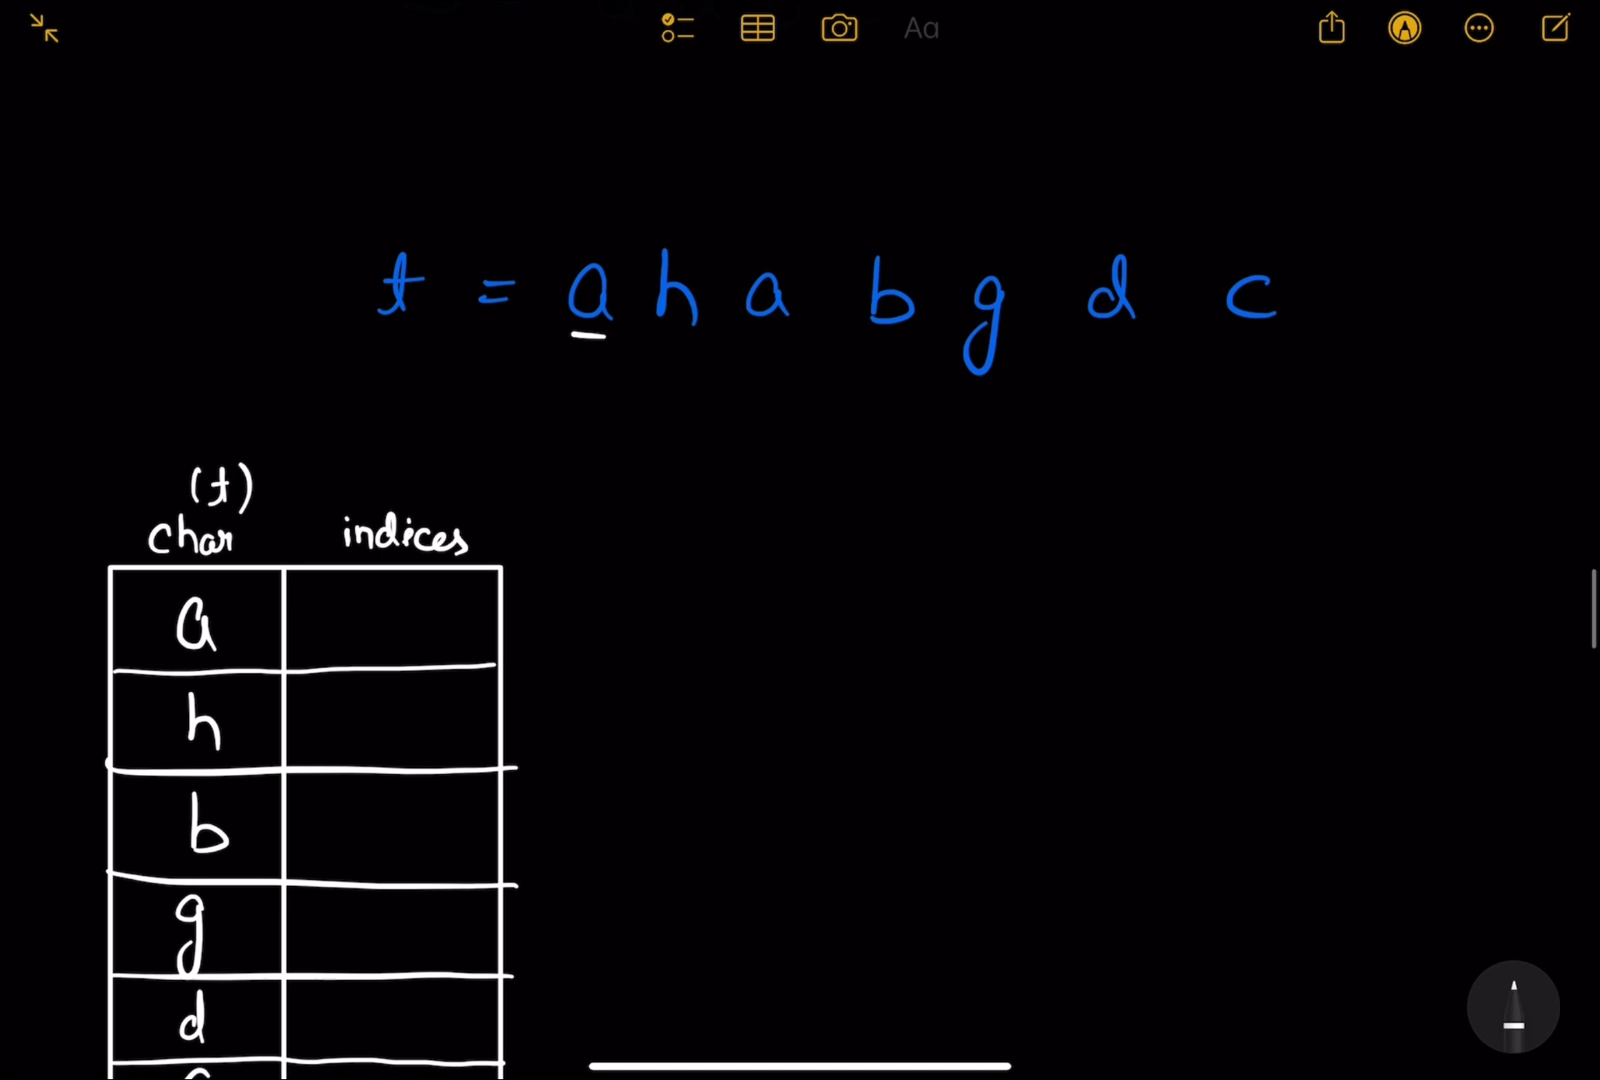 Aa
t = a h a b g d c
(t)
char indices
a
h
b
g
d